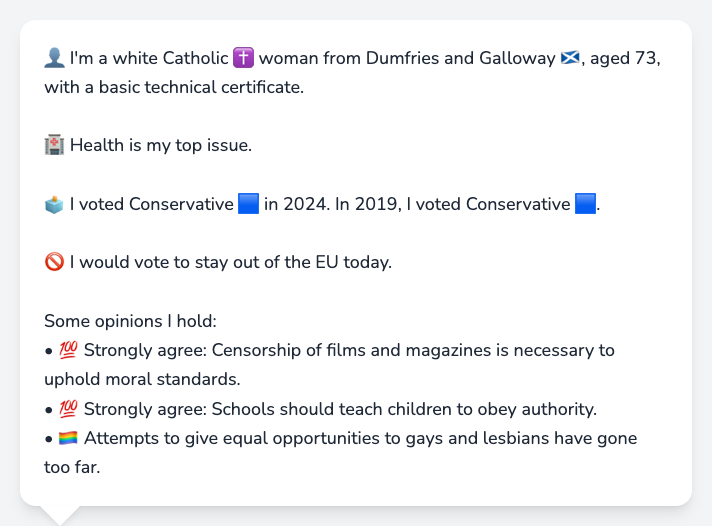 👤 I'm a white Catholic ✝️ woman from Dumfries and Galloway 🏴󠁧󠁢󠁳󠁣󠁴󠁿, aged 73,
with a basic technical certificate.
🏥 Health is my top issue.
🗳️ I voted Conservative 🟦 in 2024. In 2019, I voted Conservative 🟦.
🚫 I would vote to stay out of the EU today.
Some opinions I hold:
• 💯 Strongly agree: Censorship of films and magazines is necessary to
uphold moral standards.
• 💯 Strongly agree: Schools should teach children to obey authority.
• 🏳️‍🌈 Attempts to give equal opportunities to gays and lesbians have gone
too far.